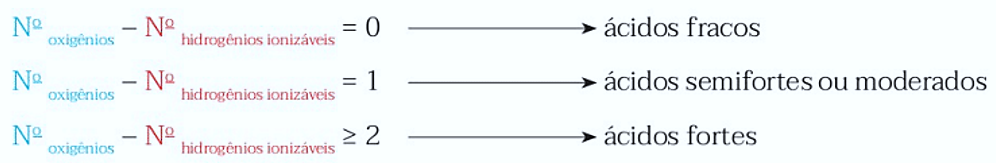 Nº oxigênios – Nº hidrogênios ionizáveis = 0 ⟶ ácidos fracos
Nº oxigênios – Nº hidrogênios ionizáveis = 1 ⟶ ácidos semifortes ou moderados
Nº oxigênios – Nº hidrogênios ionizáveis ≥ 2 ⟶ ácidos fortes